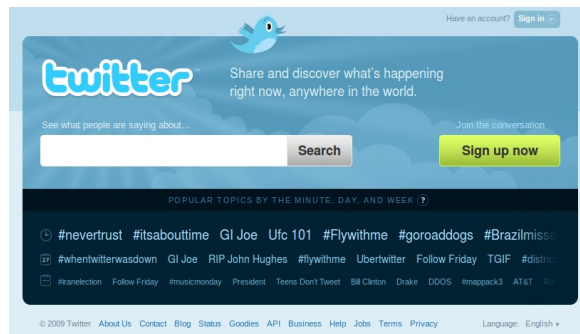 Have an account? Sign in
twitter
Share and discover what's happening
right now, anywhere in the world.
See what people are saying about...
Join the conversation
Search
Sign up now
POPULAR TOPICS BY THE MINUTE, DAY, AND WEEK ?
#nevertrust #itsabouttime GI Joe Ufc 101 #Flywithme #goroaddogs #Brazilmisse
27 #whentwitterwasdown GI Joe RIP John Hughes #flywithme Ubertwitter Follow Friday TGIF #district
#iranelection Follow Friday #musicmonday President Teens Don't Tweet Bill Clinton Drake DDOS #mappack3 AT&T
© 2009 Twitter About Us Contact Blog Status Goodies API Business Help Jobs Terms Privacy Language: English